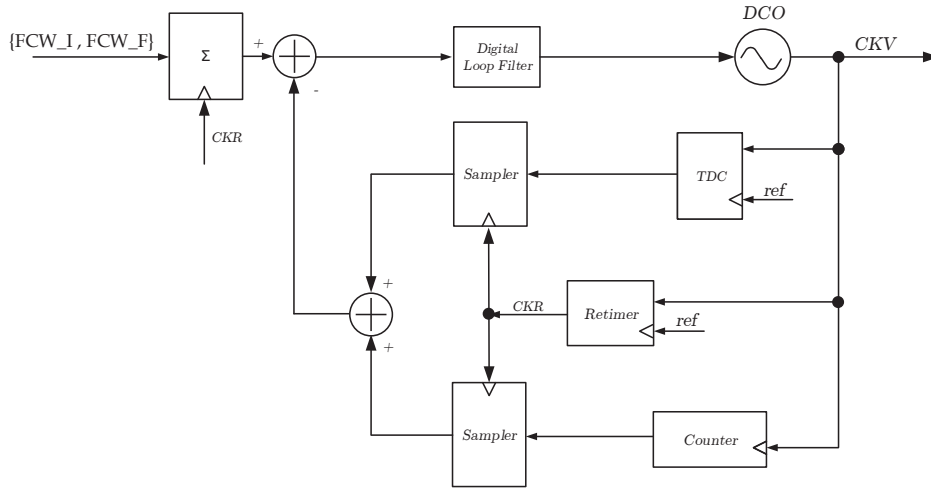 DCO
{FCW_I , FCW_F}
Σ
+
-
Digital
Loop Filter
CKV
CKR
Sampler
TDC
ref
+
CKR
Retimer
ref
+
Sampler
Counter